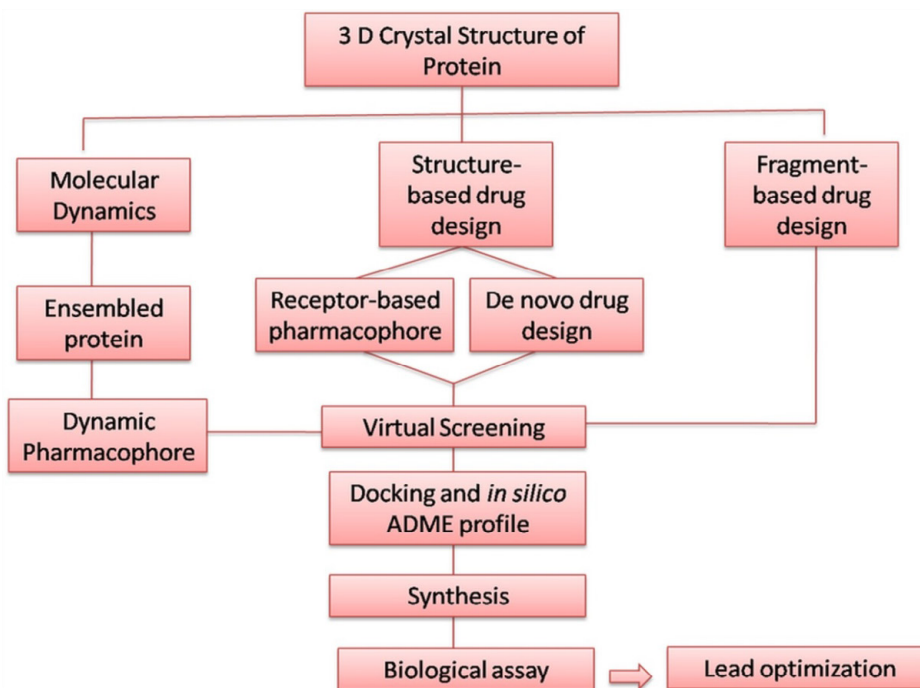 3 D Crystal Structure of
Protein
Molecular
Dynamics
Structure-
based drug
design
Fragment-
based drug
design
Ensembled
protein
Receptor-based
pharmacophore
De novo drug
design
Dynamic
Pharmacophore
Virtual Screening
Docking and in silico
ADME profile
Synthesis
Biological assay
Lead optimization